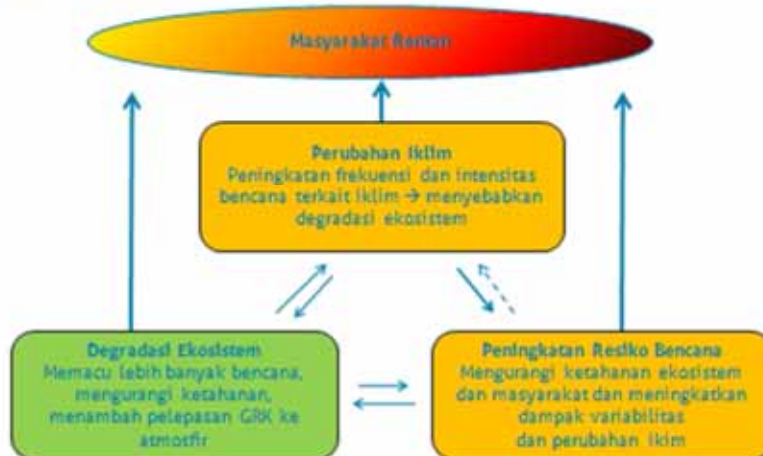 Masyarakat Rentan
Perubahan Iklim
Peningkatan frekuensi dan intensitas
bencana terkait iklim → menyebabkan
degradasi ekosistem
Degradasi Ekosistem
Memacu lebih banyak bencana,
mengurangi ketahanan,
menambah pelepasan GRK ke
atmosfir
Peningkatan Resiko Bencana
Mengurangi ketahanan ekosistem
dan masyarakat dan meningkatkan
dampak variabilitas
dan perubahan ikim